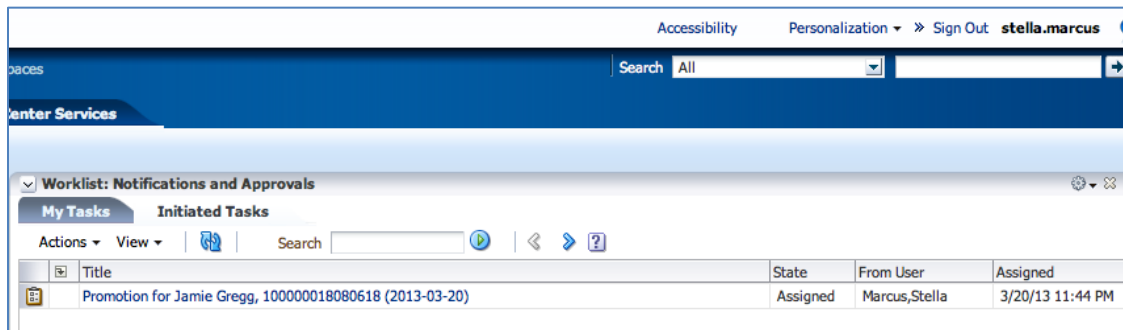 Accessibility Personalization » Sign Out stella.marcus
paces Search All
Center Services
Worklist: Notifications and Approvals
My Tasks Initiated Tasks
Actions View Search ?
Title State From User Assigned
Promotion for Jamie Gregg, 100000018080618 (2013-03-20) Assigned Marcus,Stella 3/20/13 11:44 PM